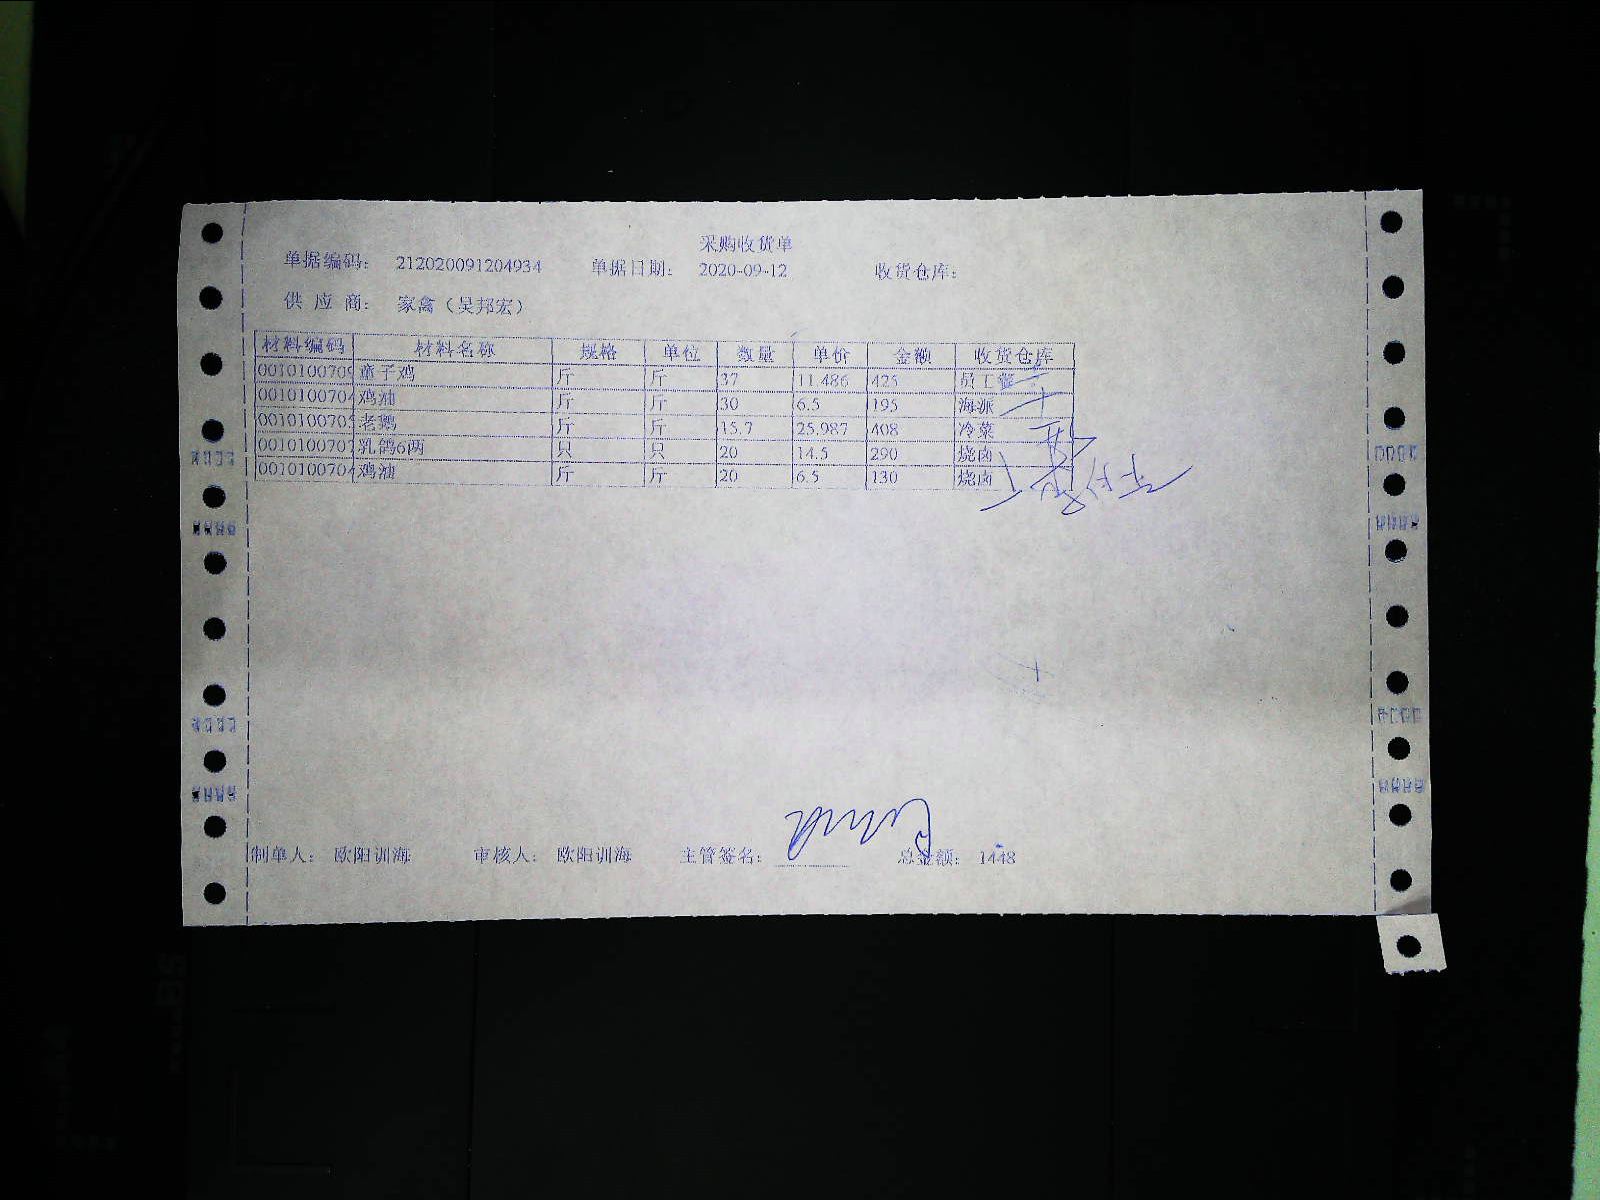 采购收货单
单据编码： 212020091204934 单据日期： 2020-09-12 收货仓库：
供 应 商： 家禽（吴邦宏）
材料编码 材料名称 规格 单位 数量 单价 金额 收货仓库
0010100709 童子鸡 斤 斤 37 11.486 425 员工餐
0010100704 鸡油 斤 斤 30 6.5 195 海派
0010100705 老鹅 斤 斤 15.7 25.987 408 冷菜
0010100707 乳鸽6两 只 只 20 14.5 290 烧卤
0010100704 鸡油 斤 斤 20 6.5 130 烧卤
制单人： 欧阳训海 审核人： 欧阳训海 主管签名： 总金额： 1448